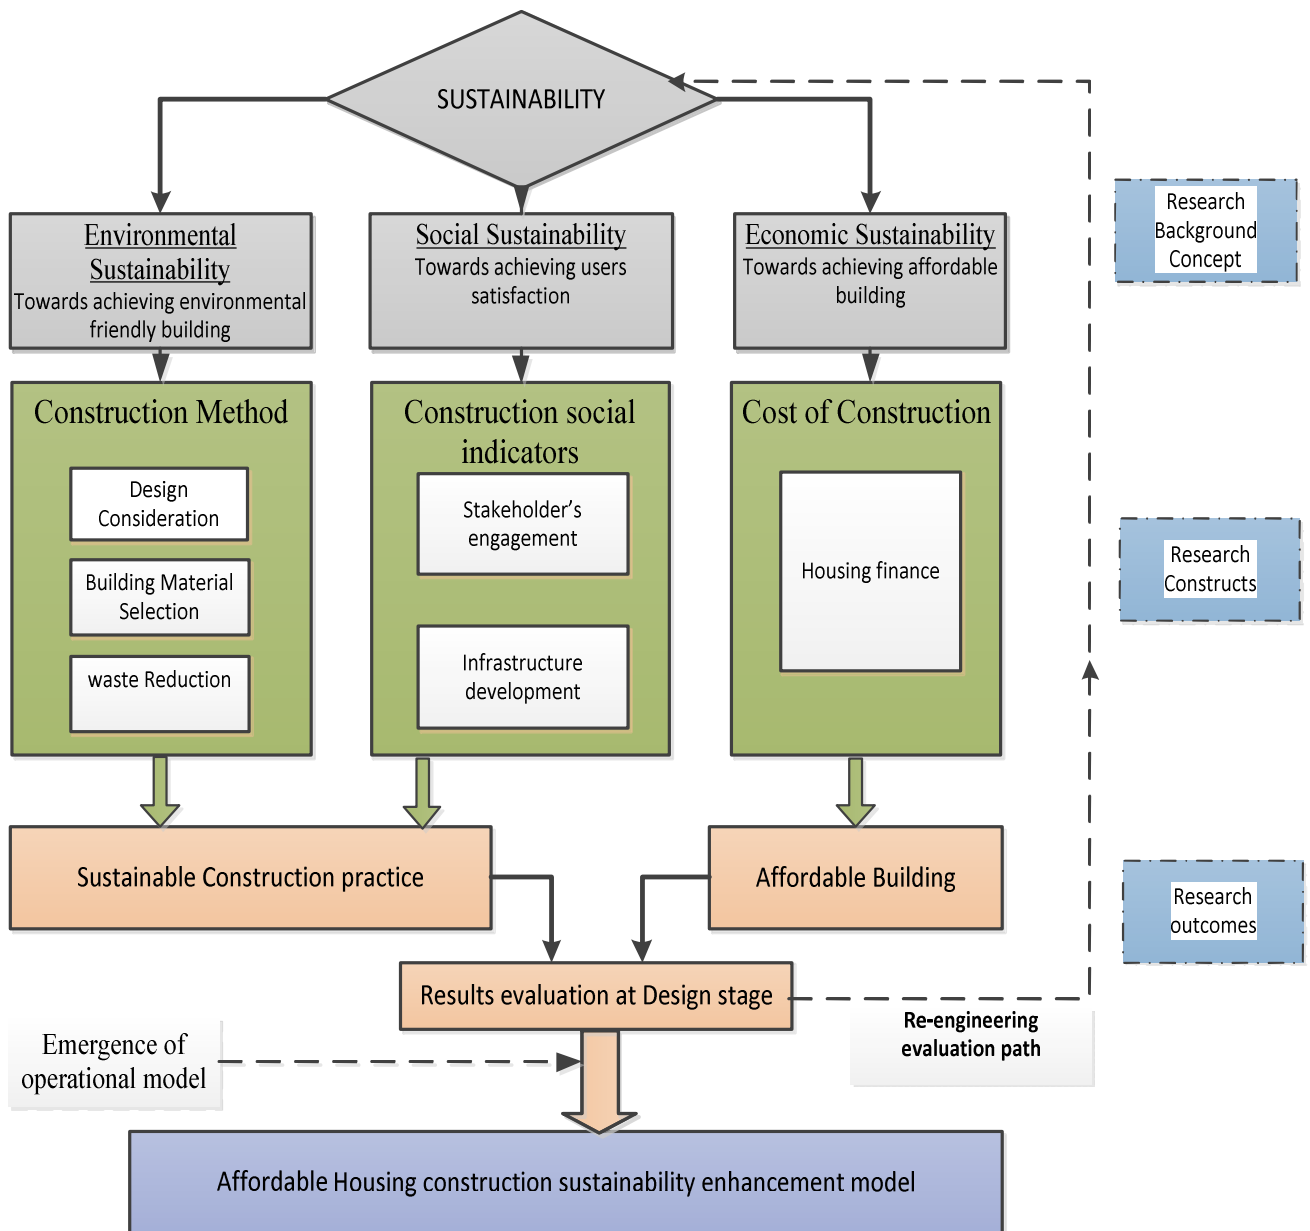 SUSTAINABILITY
Environmental
Sustainability
Towards achieving environmental
friendly building
Social Sustainability
Towards achieving users
satisfaction
Economic Sustainability
Towards achieving affordable
building
Research
Background
Concept
Construction Method
Design
Consideration
Building Material
Selection
waste Reduction
Construction social
indicators
Stakeholder’s
engagement
Infrastructure
development
Cost of Construction
Housing finance
Research
Constructs
Sustainable Construction practice
Affordable Building
Research
outcomes
Results evaluation at Design stage
Re-engineering
evaluation path
Emergence of
operational model
Affordable Housing construction sustainability enhancement model